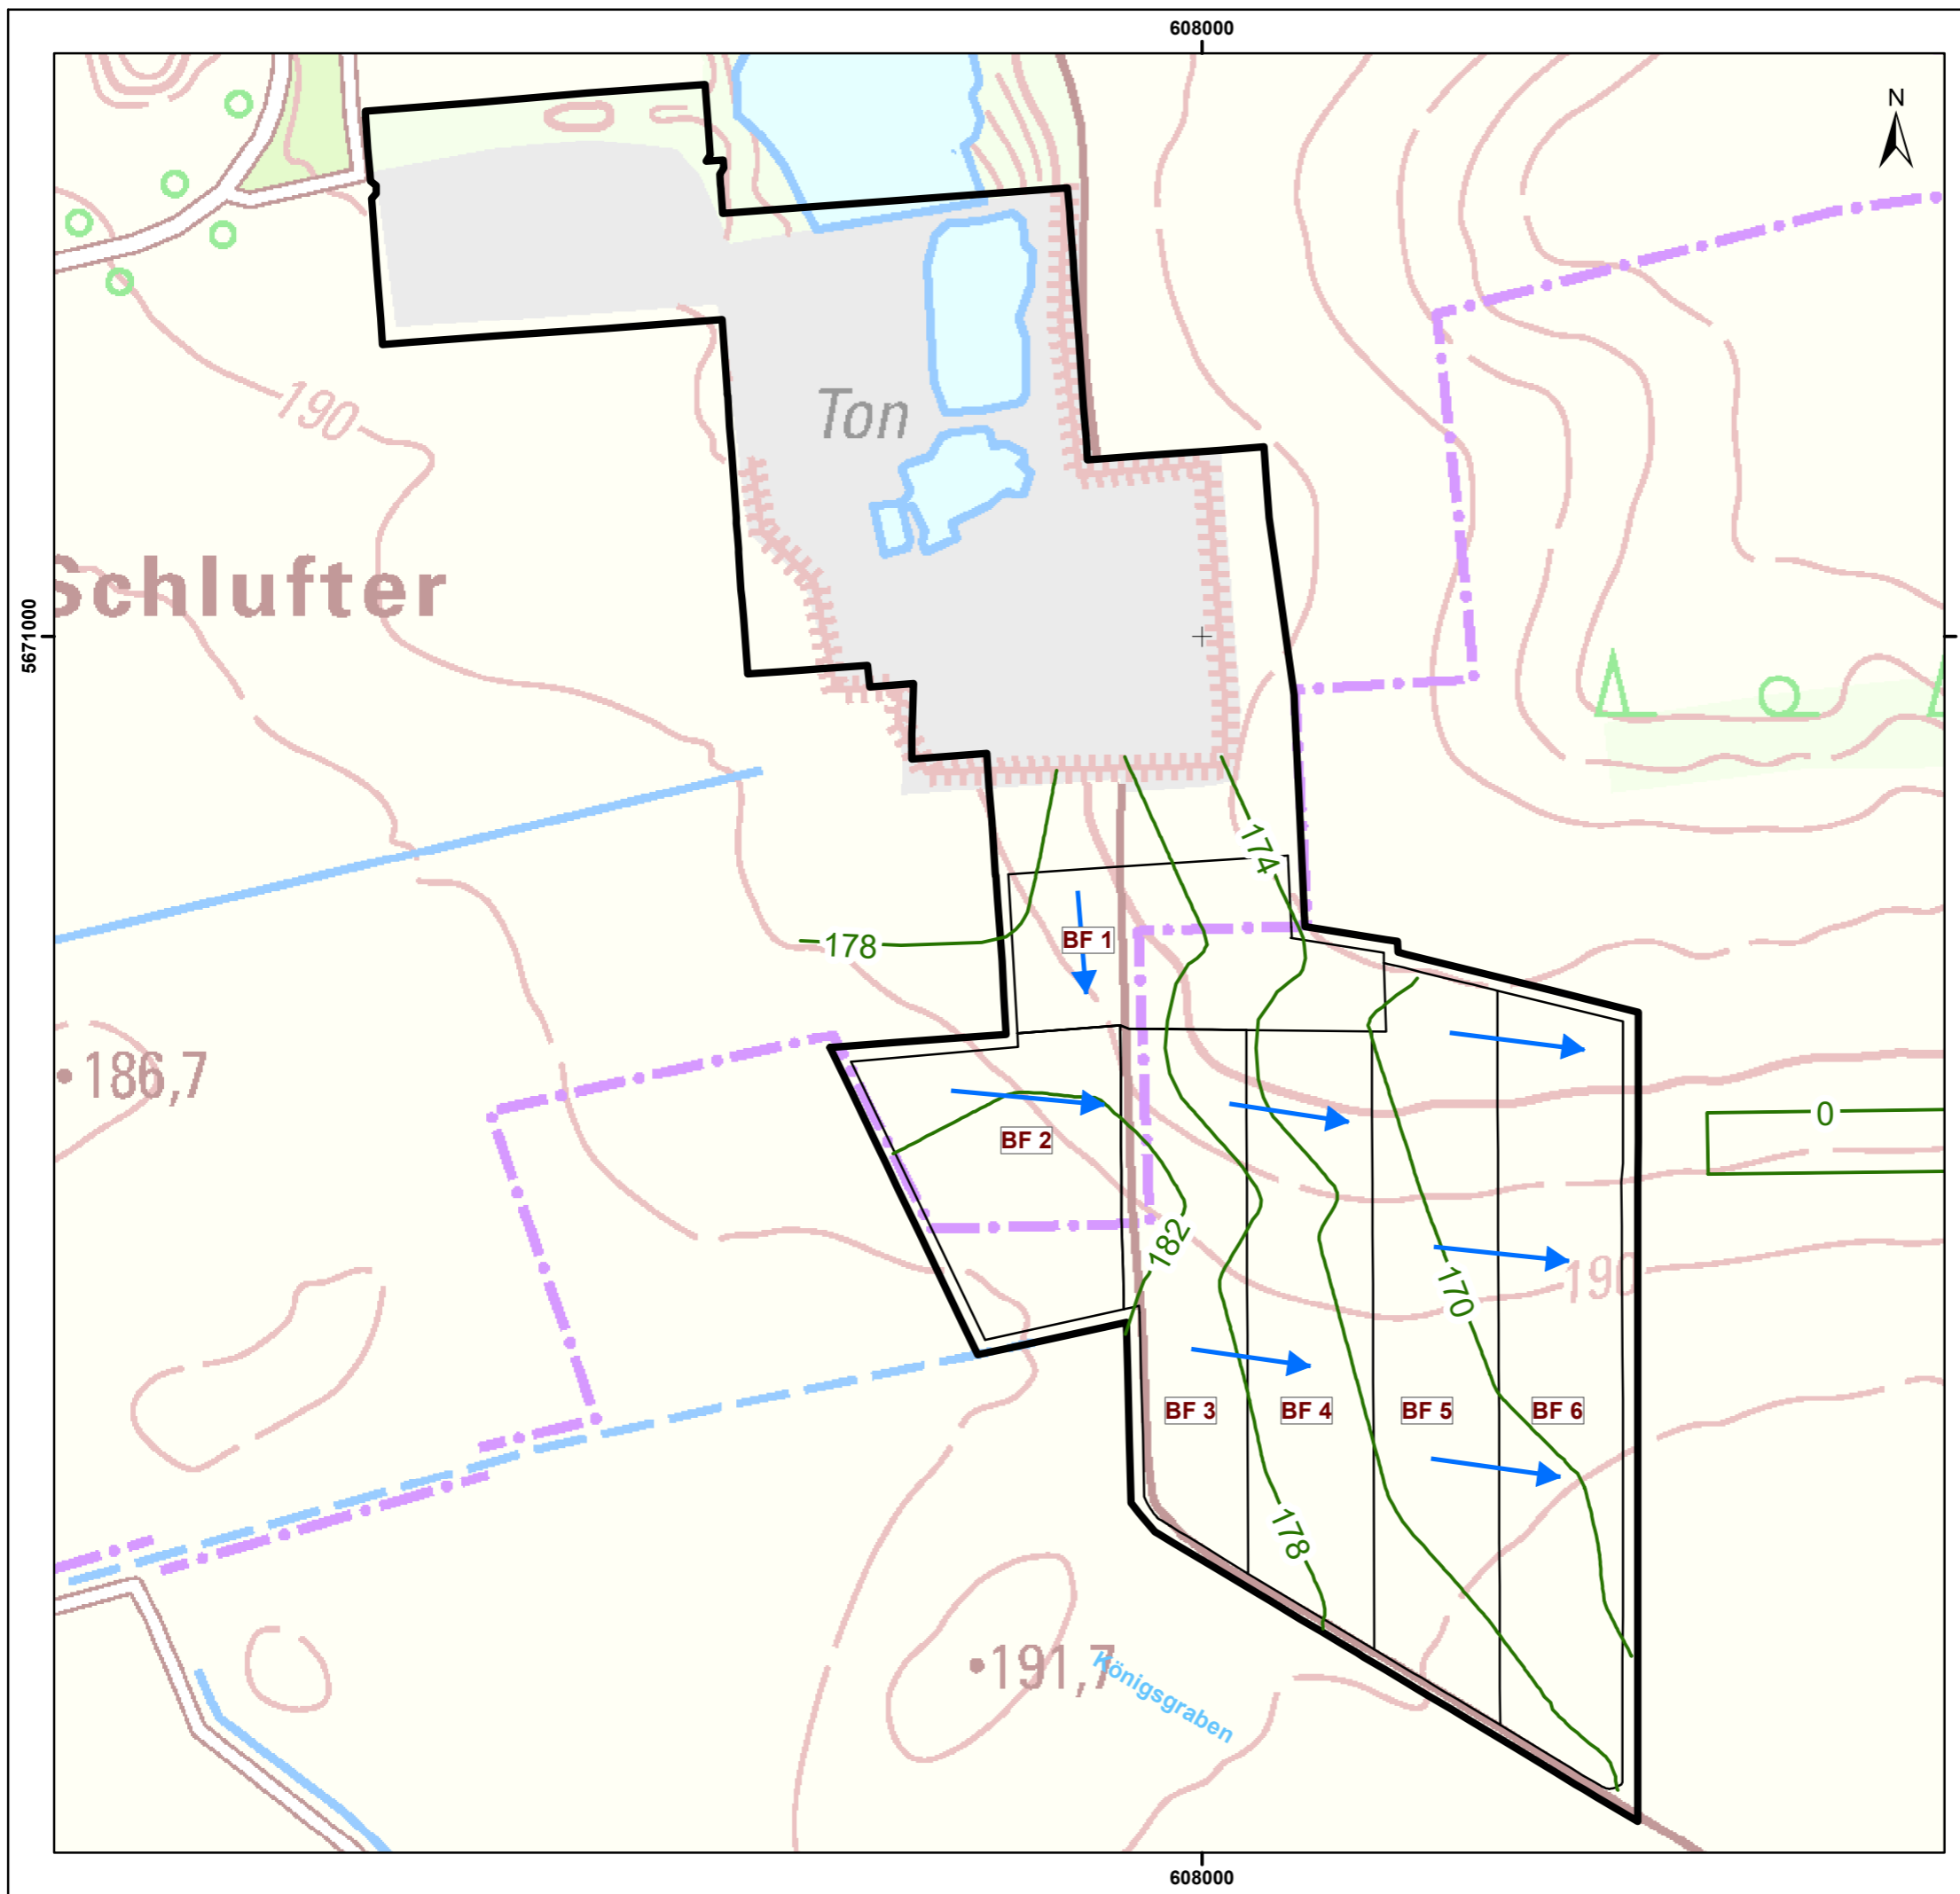 608000
N
190
Ton
Schlufter
5671000
174
178
BF 1
186,7
BF 2
0
182
190
170
BF 3
BF 4
BF 5
BF 6
178
191,7
Königsgraben
608000